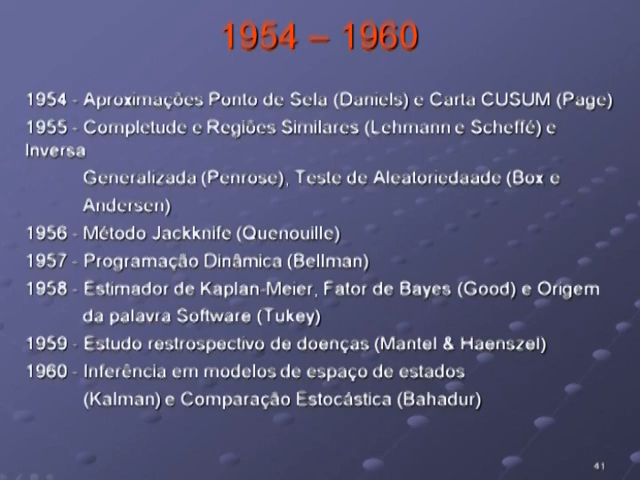 1954 – 1960
1954 - Aproximações Ponto de Sela (Daniels) e Carta CUSUM (Page)
1955 - Completude e Regiões Similares (Lehmann e Scheffé) e
Inversa
Generalizada (Penrose), Teste de Aleatoriedaade (Box e
Andersen)
1956 - Método Jackknife (Quenouille)
1957 - Programação Dinâmica (Bellman)
1958 - Estimador de Kaplan-Meier, Fator de Bayes (Good) e Origem
da palavra Software (Tukey)
1959 - Estudo restrospectivo de doenças (Mantel & Haenszel)
1960 - Inferência em modelos de espaço de estados
(Kalman) e Comparação Estocástica (Bahadur)
41